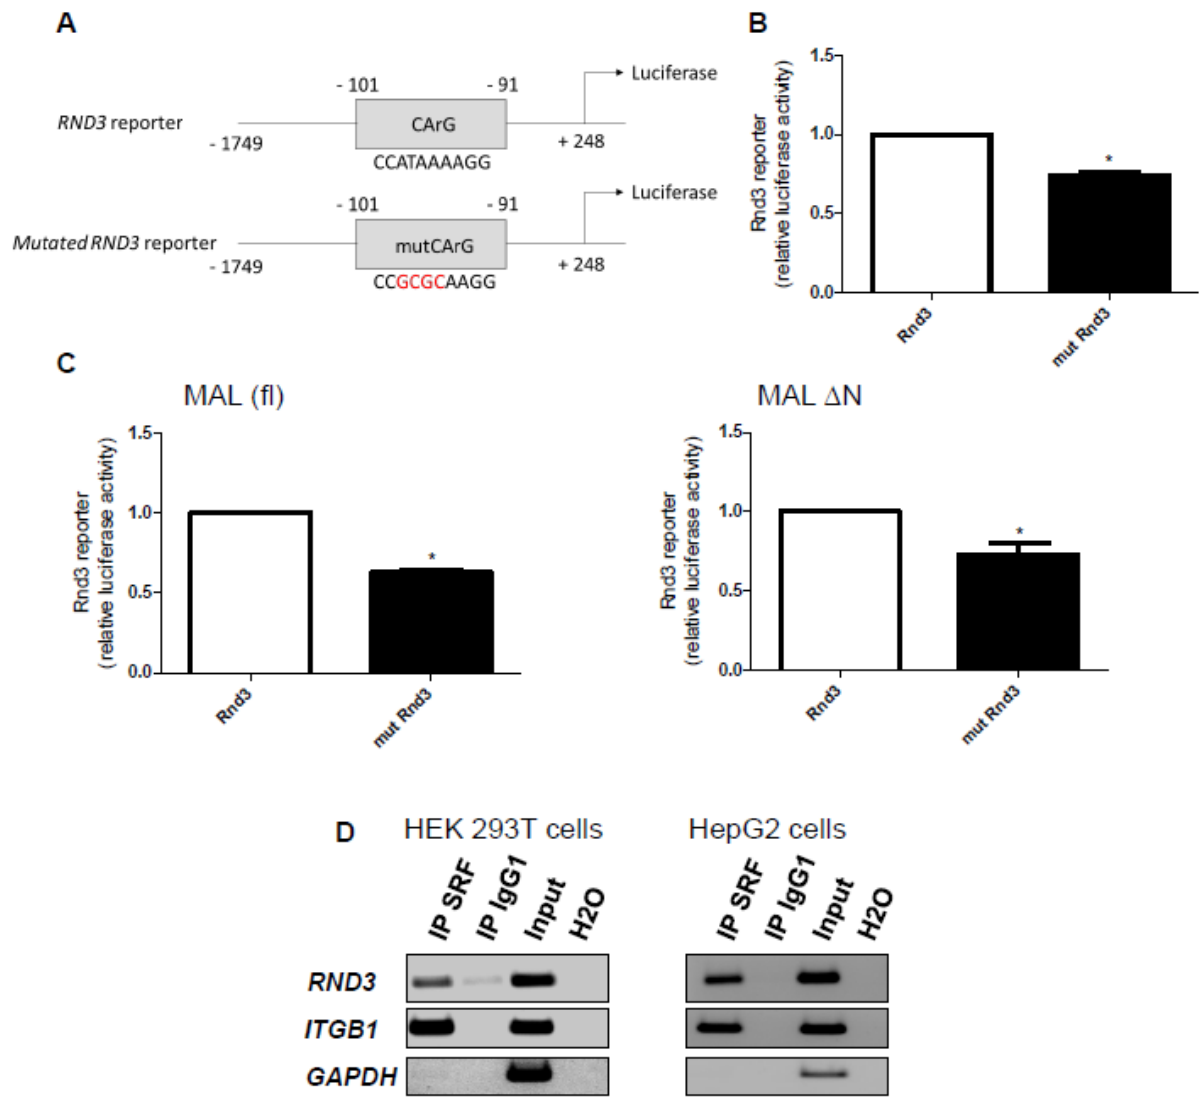 A
- 101
- 91
Luciferase
RND3 reporter
CArG
- 1749
+ 248
CCATAAAAGG
- 101
- 91
Luciferase
Mutated RND3 reporter
mutCArG
- 1749
+ 248
CCGCGCAAGG
B
Rnd3 reporter
(relative luciferase activity)
1.5
1.0
0.5
0.0
*
Rnd3
mut Rnd3
C
MAL (fl)
Rnd3 reporter
(relative luciferase activity)
1.5
1.0
0.5
0.0
*
Rnd3
mut Rnd3
MAL ΔN
Rnd3 reporter
(relative luciferase activity)
1.5
1.0
0.5
0.0
*
Rnd3
mut Rnd3
D
HEK 293T cells
IP SRF
IP IgG1
Input
H2O
HepG2 cells
IP SRF
IP IgG1
Input
H2O
RND3
ITGB1
GAPDH